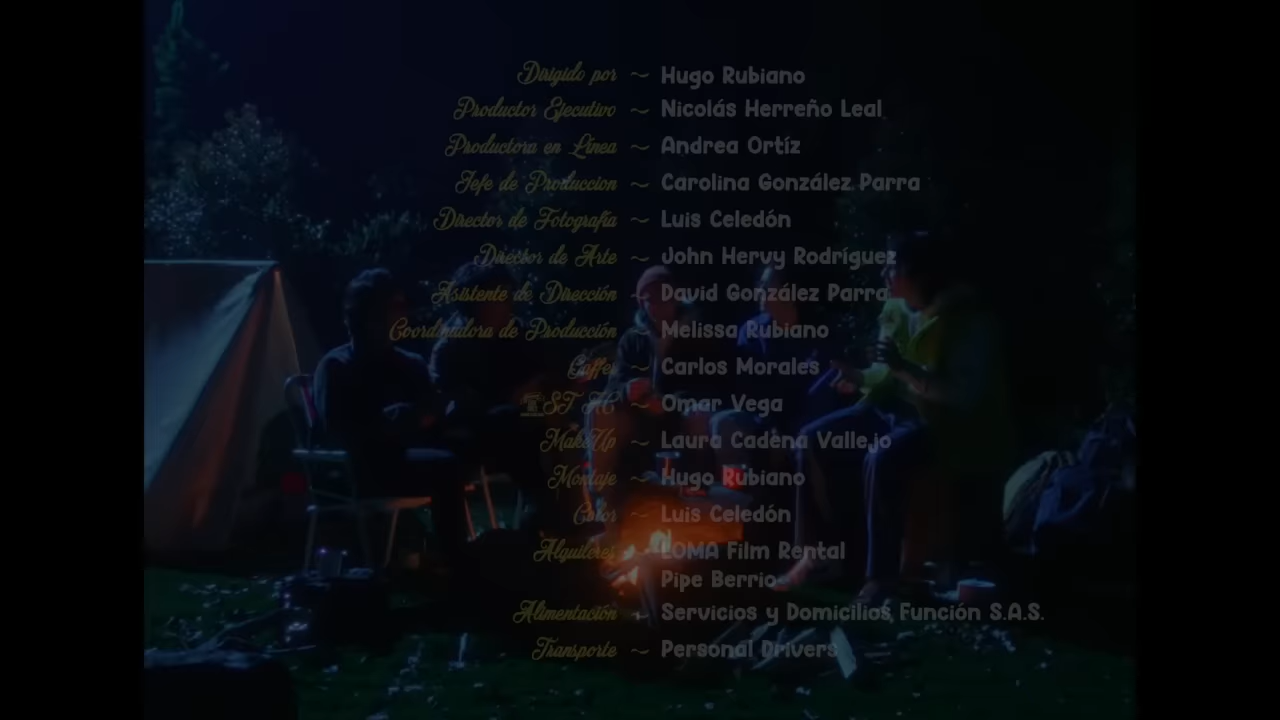 Dirigido por ~ Hugo Rubiano
Productor Ejecutivo ~ Nicolás Herreño Leal
Productora en Línea ~ Andrea Ortíz
Jefe de Produccion ~ Carolina González Parra
Director de Fotografía ~ Luis Celedón
Director de Arte ~ John Hervy Rodríguez
Asistente de Dirección ~ David González Parra
Coordinadora de Producción ~ Melissa Rubiano
Gaffer ~ Carlos Morales
1ST AC ~ Omar Vega
MakeUp ~ Laura Cadena Vallejo
Montaje ~ Hugo Rubiano
Color ~ Luis Celedón
Alquileres ~ LOMA Film Rental
Pipe Berrio
Alimentación ~ Servicios y Domicilios Función S.A.S.
Transporte ~ Personal Drivers